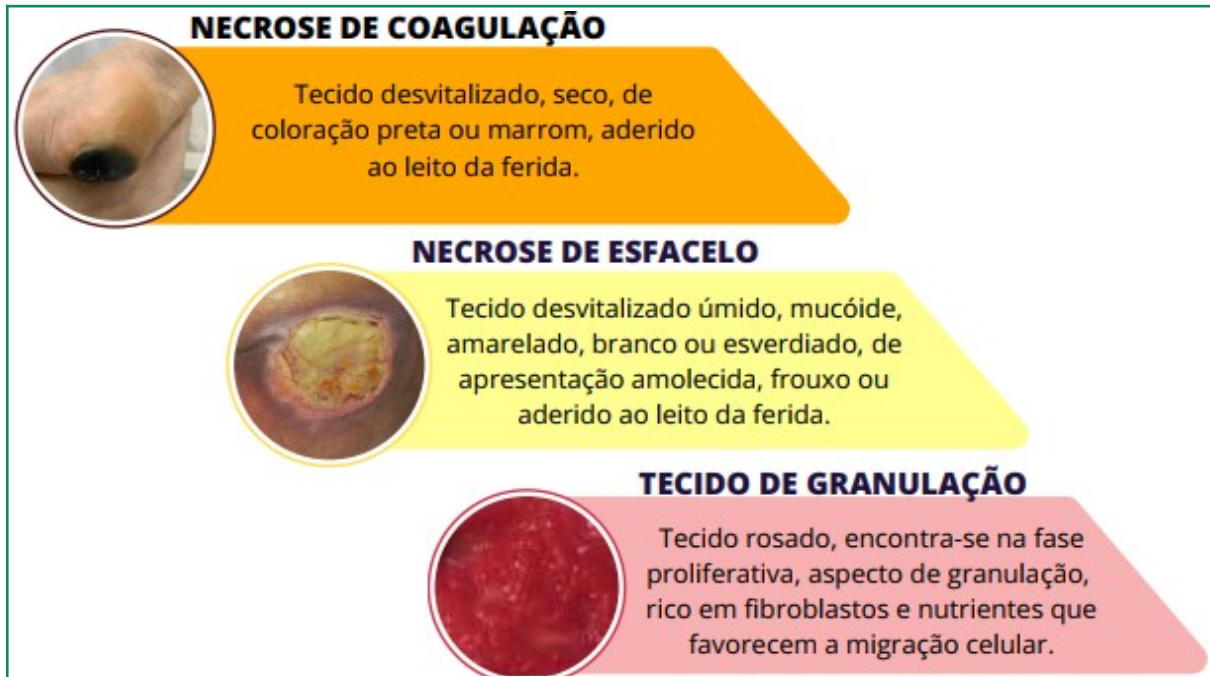 NECROSE DE COAGULAÇÃO
Tecido desvitalizado, seco, de
coloração preta ou marrom, aderido
ao leito da ferida.
NECROSE DE ESFACELO
Tecido desvitalizado úmido, mucóide,
amarelado, branco ou esverdiado, de
apresentação amolecida, frouxo ou
aderido ao leito da ferida.
TECIDO DE GRANULAÇÃO
Tecido rosado, encontra-se na fase
proliferativa, aspecto de granulação,
rico em fibroblastos e nutrientes que
favorecem a migração celular.